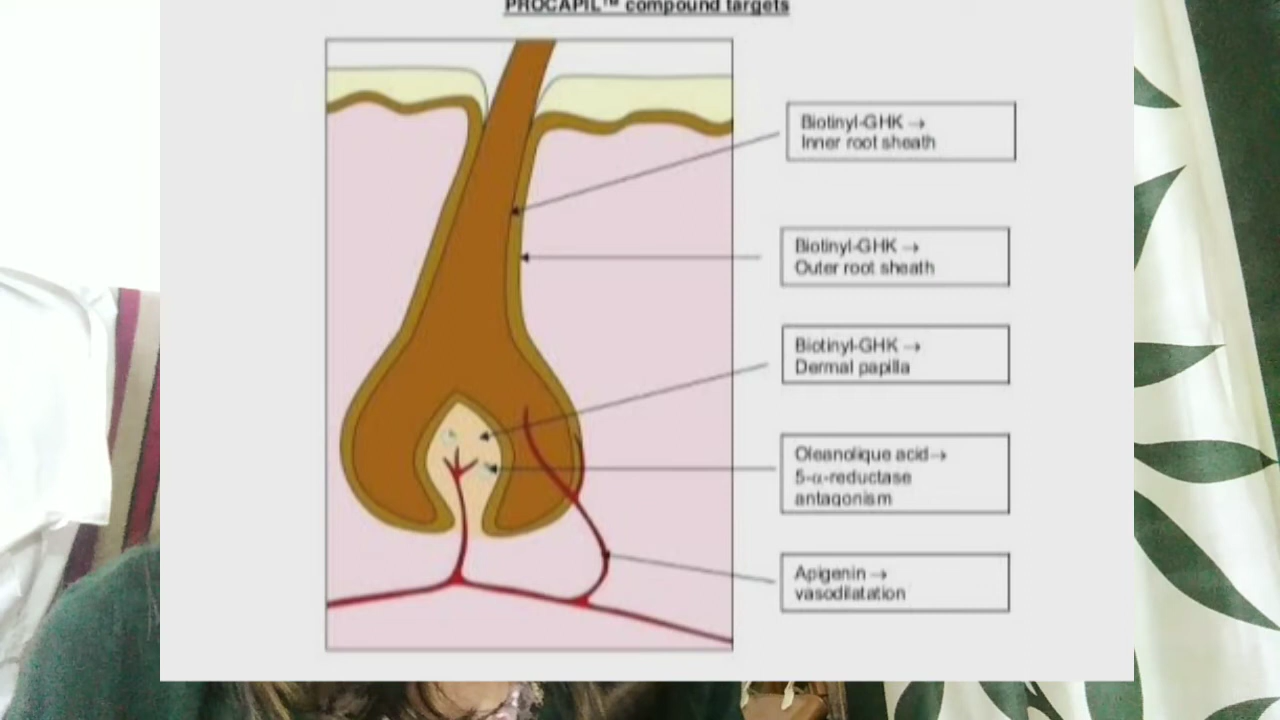 PROCAPIL™ compound targets
Biotinyl-GHK →
Inner root sheath
Biotinyl-GHK →
Outer root sheath
Biotinyl-GHK →
Dermal papilla
Oleanolique acid→
5-α-reductase
antagonism
Apigenin →
vasodilatation